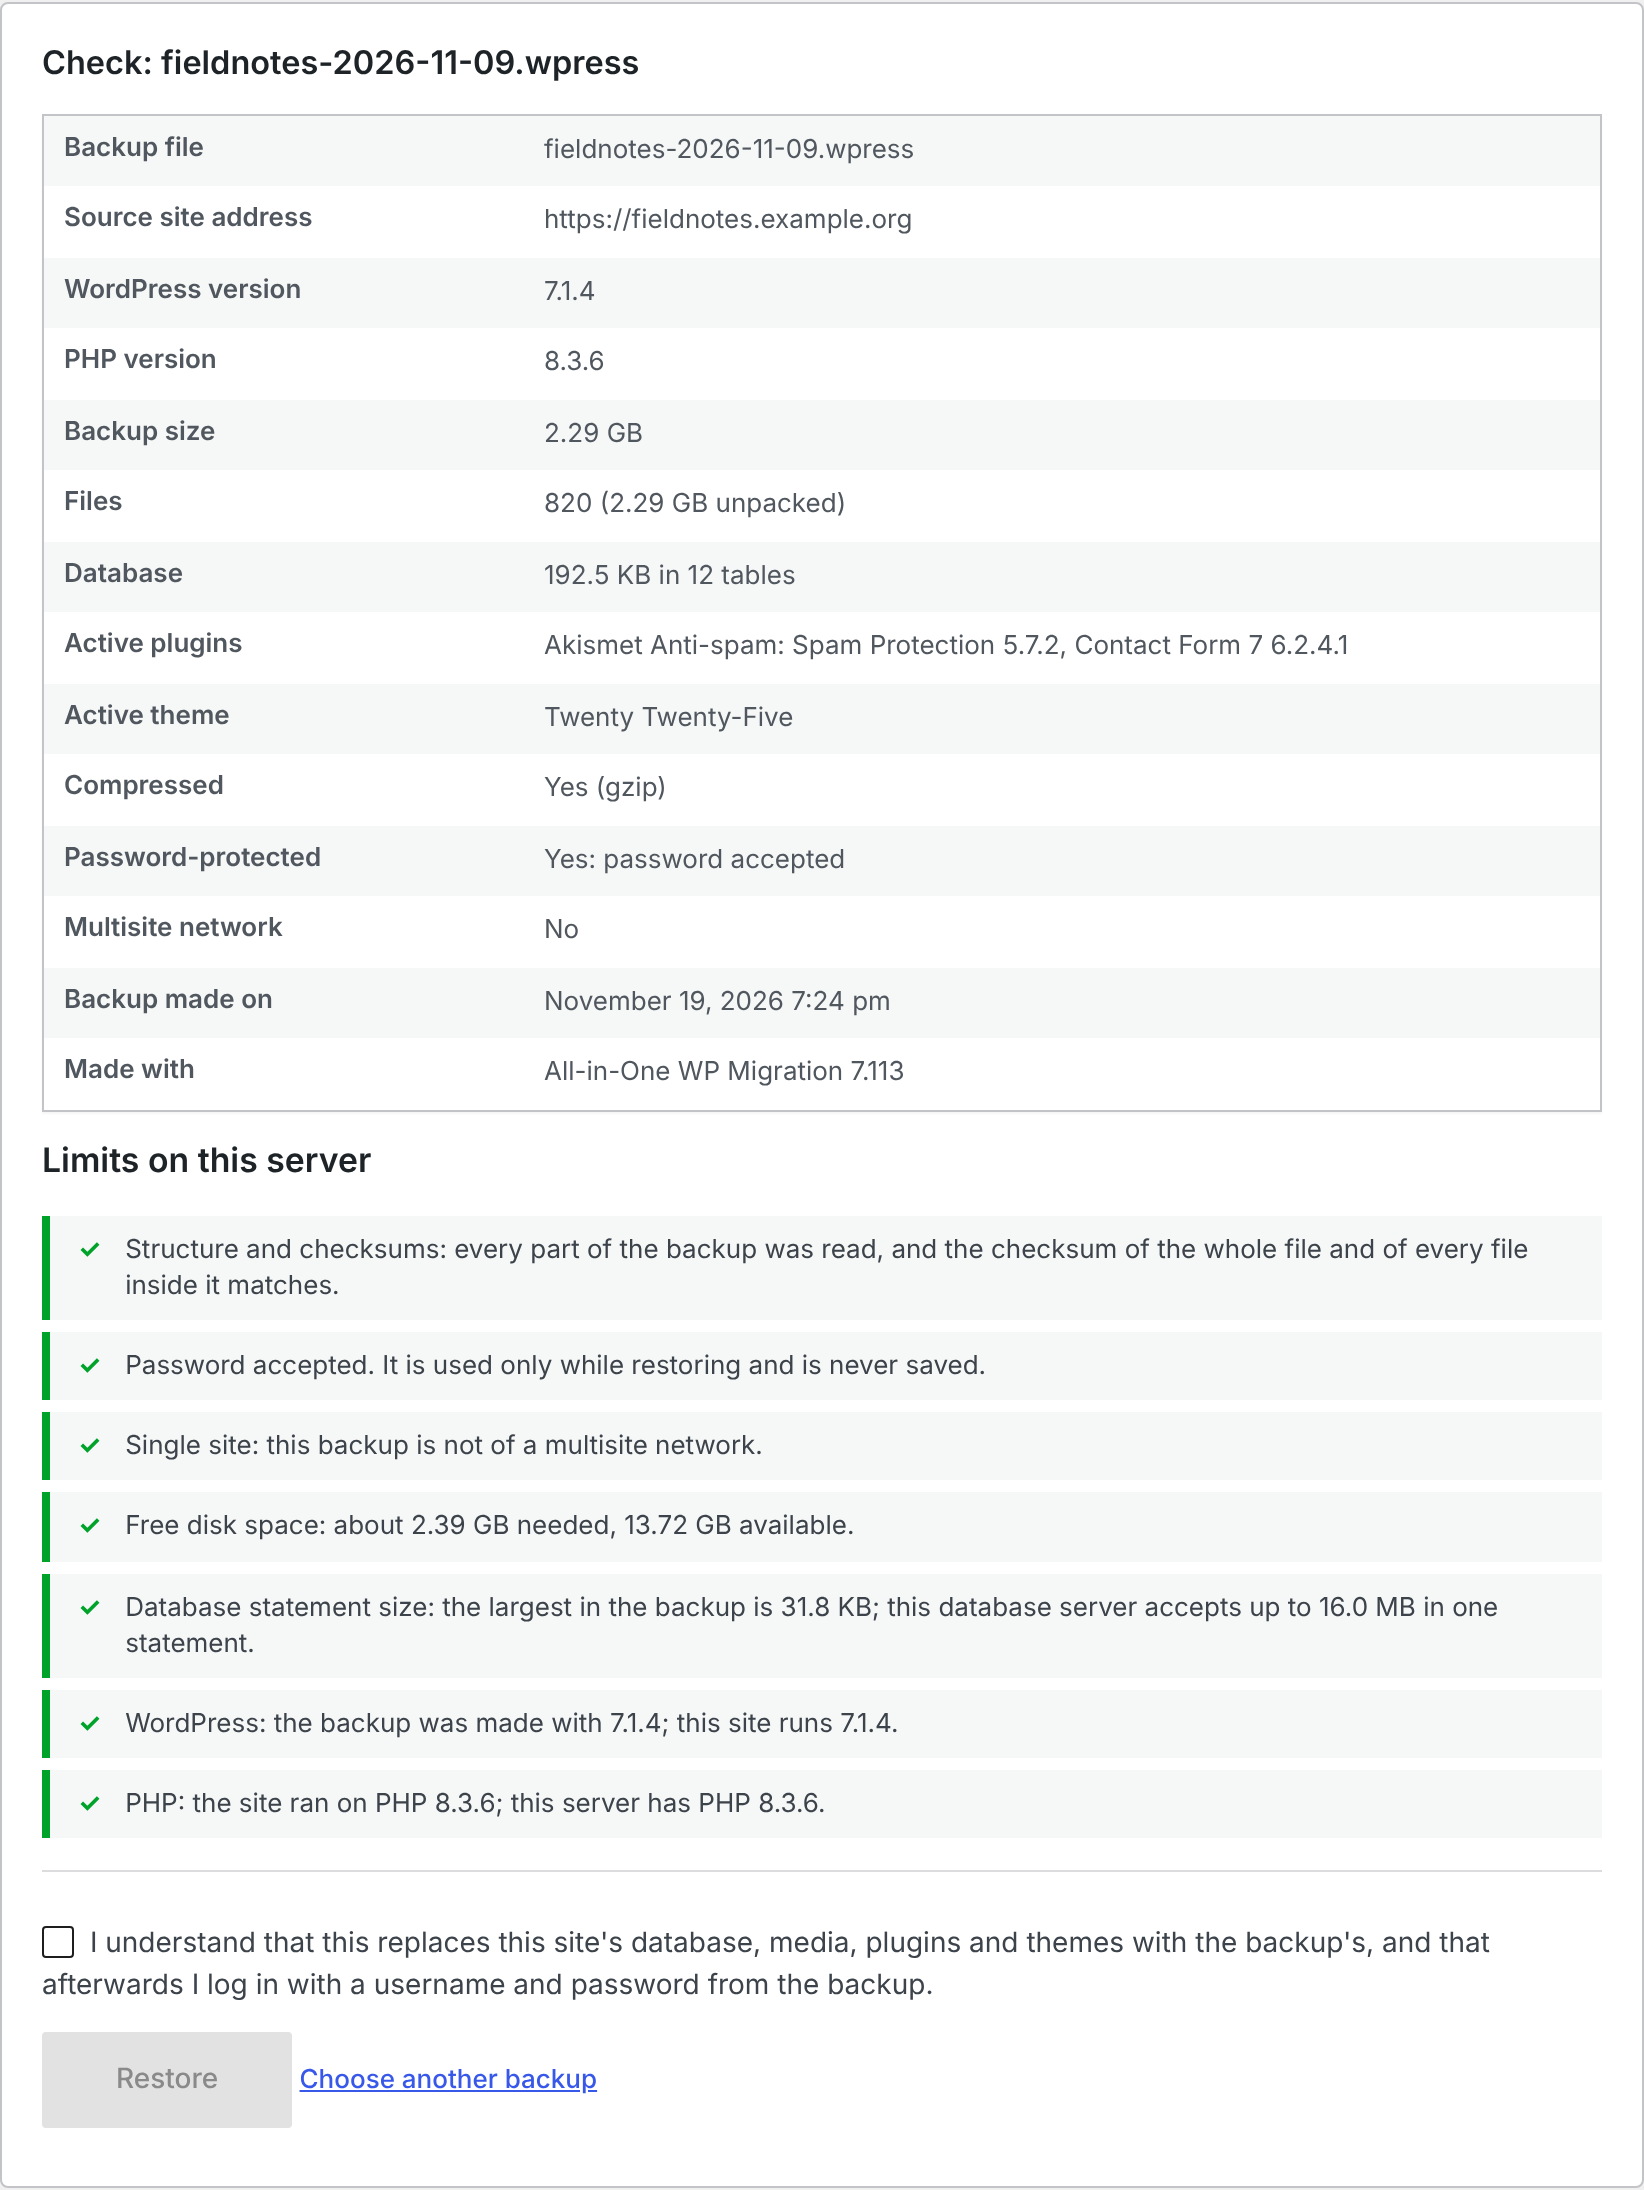 Check: fieldnotes-2026-11-09.wpress
Backup file fieldnotes-2026-11-09.wpress
Source site address https://fieldnotes.example.org
WordPress version 7.1.4
PHP version 8.3.6
Backup size 2.29 GB
Files 820 (2.29 GB unpacked)
Database 192.5 KB in 12 tables
Active plugins Akismet Anti-spam: Spam Protection 5.7.2, Contact Form 7 6.2.4.1
Active theme Twenty Twenty-Five
Compressed Yes (gzip)
Password-protected Yes: password accepted
Multisite network No
Backup made on November 19, 2026 7:24 pm
Made with All-in-One WP Migration 7.113
Limits on this server
Structure and checksums: every part of the backup was read, and the checksum of the whole file and of every file
inside it matches.
Password accepted. It is used only while restoring and is never saved.
Single site: this backup is not of a multisite network.
Free disk space: about 2.39 GB needed, 13.72 GB available.
Database statement size: the largest in the backup is 31.8 KB; this database server accepts up to 16.0 MB in one
statement.
WordPress: the backup was made with 7.1.4; this site runs 7.1.4.
PHP: the site ran on PHP 8.3.6; this server has PHP 8.3.6.
I understand that this replaces this site's database, media, plugins and themes with the backup's, and that
afterwards I log in with a username and password from the backup.
Restore Choose another backup